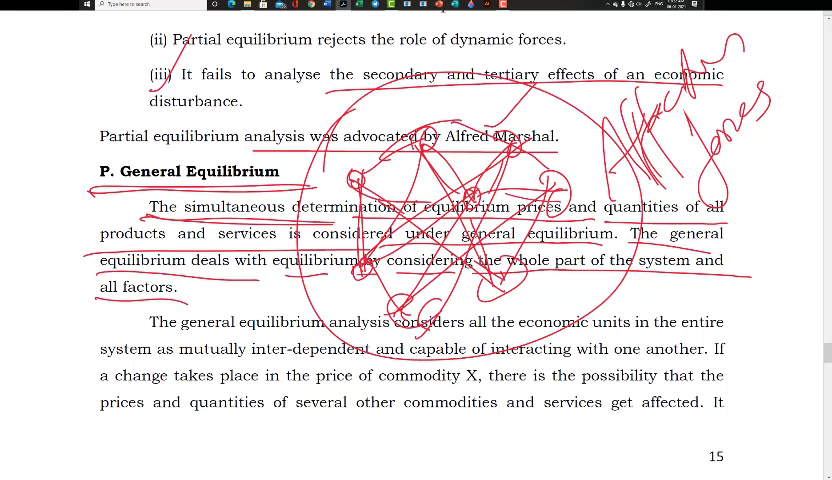 Type here to search
(ii) Partial equilibrium rejects the role of dynamic forces.
(iii) It fails to analyse the secondary and tertiary effects of an economic
disturbance.
Partial equilibrium analysis was advocated by Alfred Marshal.
P. General Equilibrium
The simultaneous determination of equilibrium prices and quantities of all
products and services is considered under general equilibrium. The general
equilibrium deals with equilibrium by considering the whole part of the system and
all factors.
The general equilibrium analysis considers all the economic units in the entire
system as mutually inter-dependent and capable of interacting with one another. If
a change takes place in the price of commodity X, there is the possibility that the
prices and quantities of several other commodities and services get affected. It
15